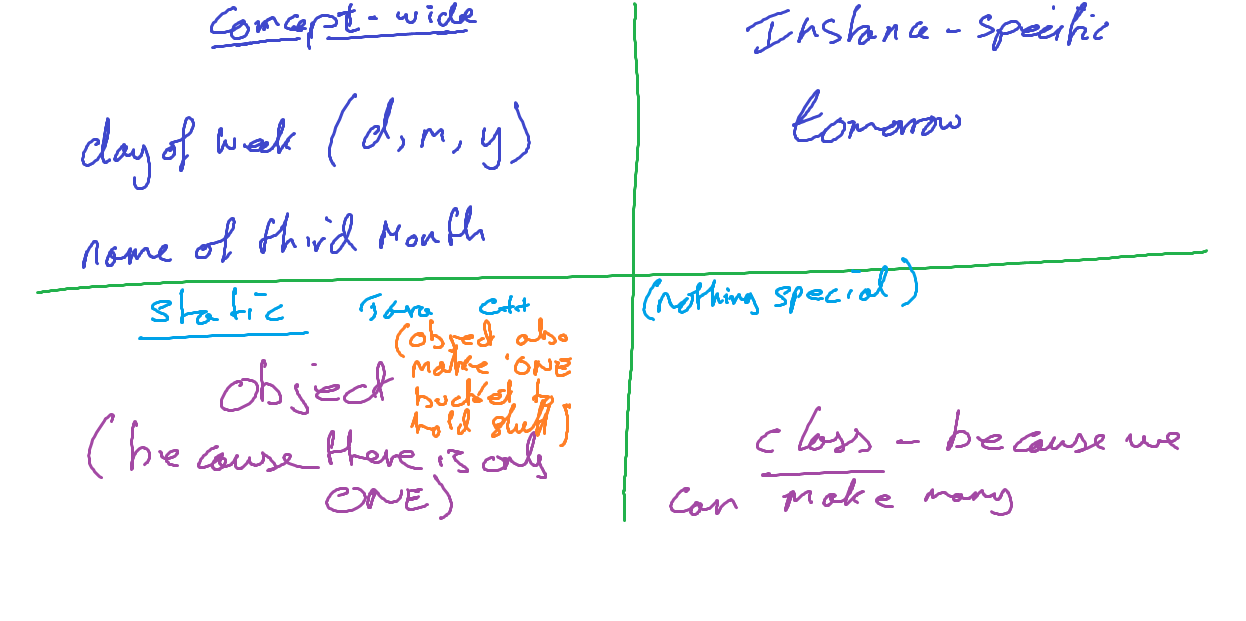 Concept-wide
Instance-specific
day of week (d, m, y)
tomorrow
name of third month
static Java C++
(nothing special)
(object also
make ONE
bucket to
hold stuff)
object
(because there is only
ONE)
class - because we
can make many